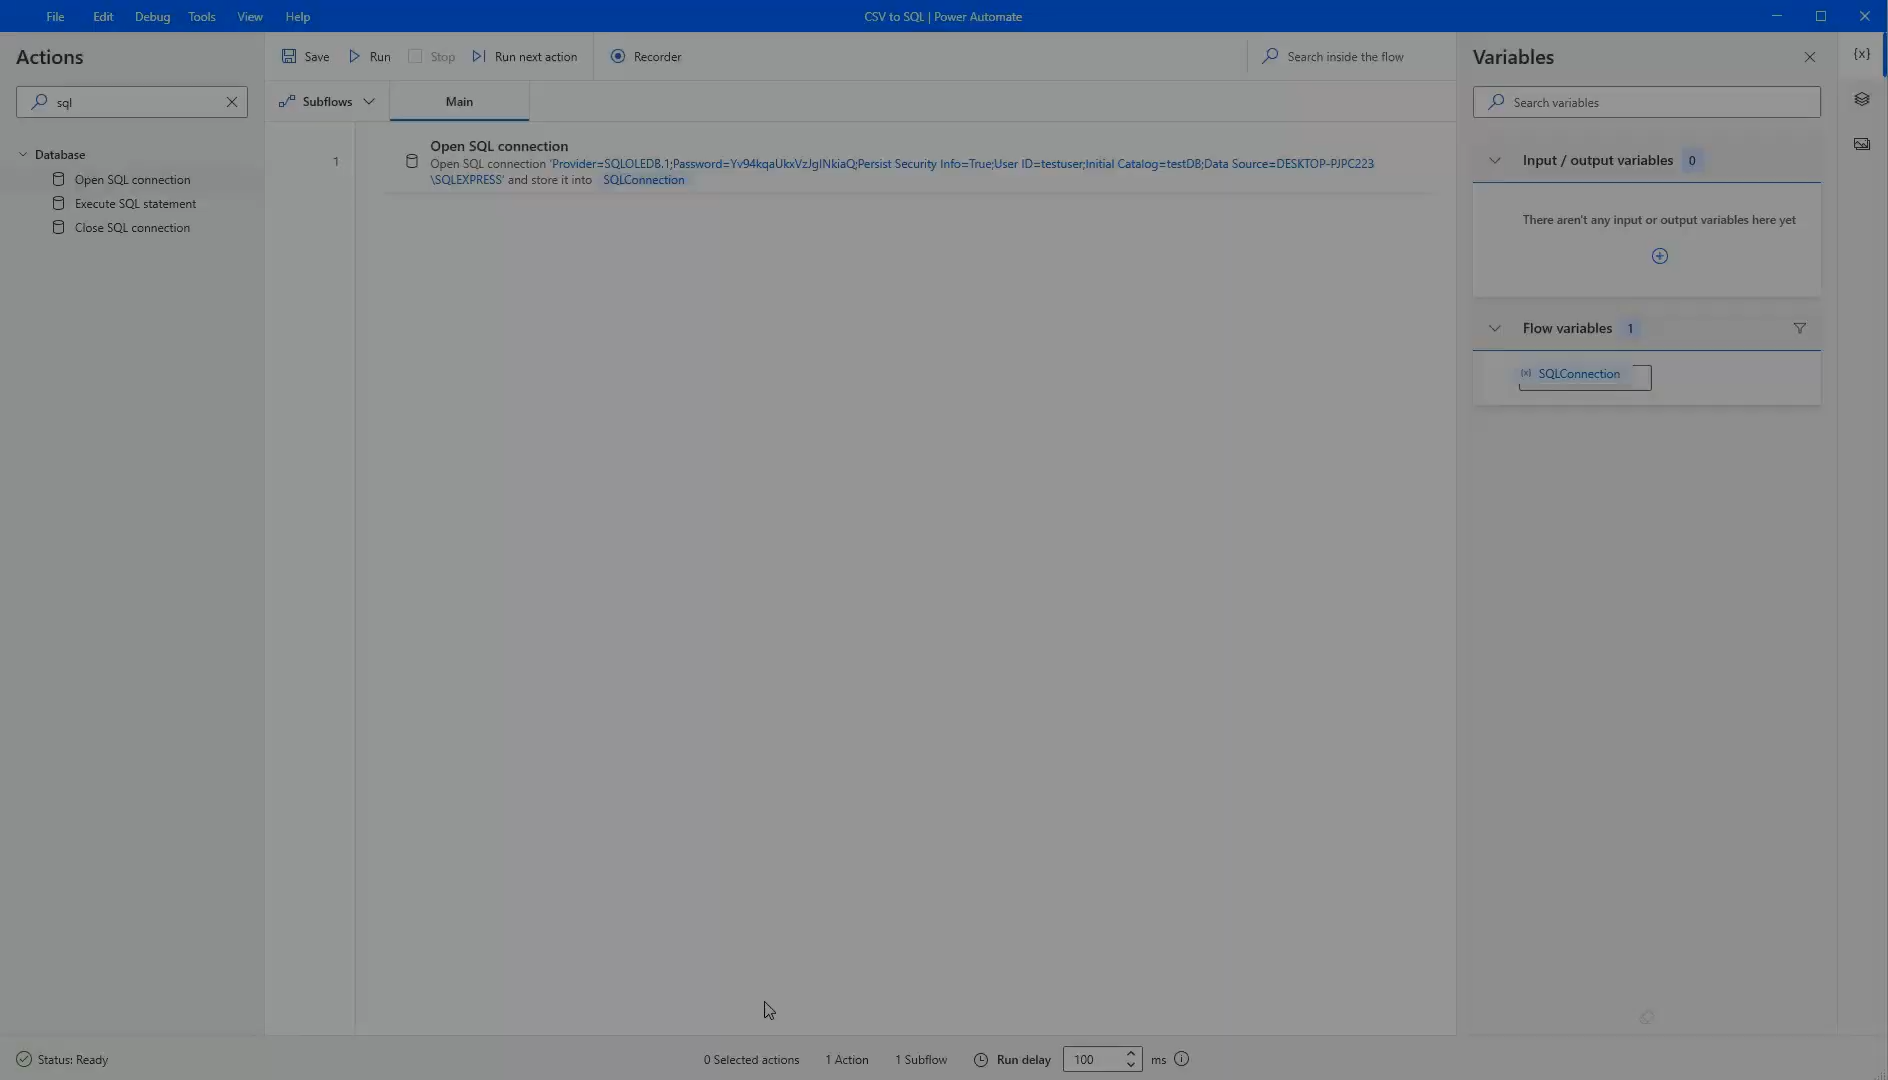 File Edit Debug Tools View Help
CSV to SQL | Power Automate
Actions
sql
Database
Open SQL connection
Execute SQL statement
Close SQL connection
Save Run Stop Run next action Recorder
Search inside the flow
Subflows
Main
1
Open SQL connection
Open SQL connection 'Provider=SQLOLEDB.1;Password=Yv94kqaUkxVzJgINkiaQ;Persist Security Info=True;User ID=testuser;Initial Catalog=testDB;Data Source=DESKTOP-PJPC223
\SQLEXPRESS' and store it into SQLConnection
Variables
{x}
Search variables
Input / output variables 0
There aren't any input or output variables here yet
Flow variables 1
{x} SQLConnection
Status: Ready
0 Selected actions 1 Action 1 Subflow Run delay 100 ms